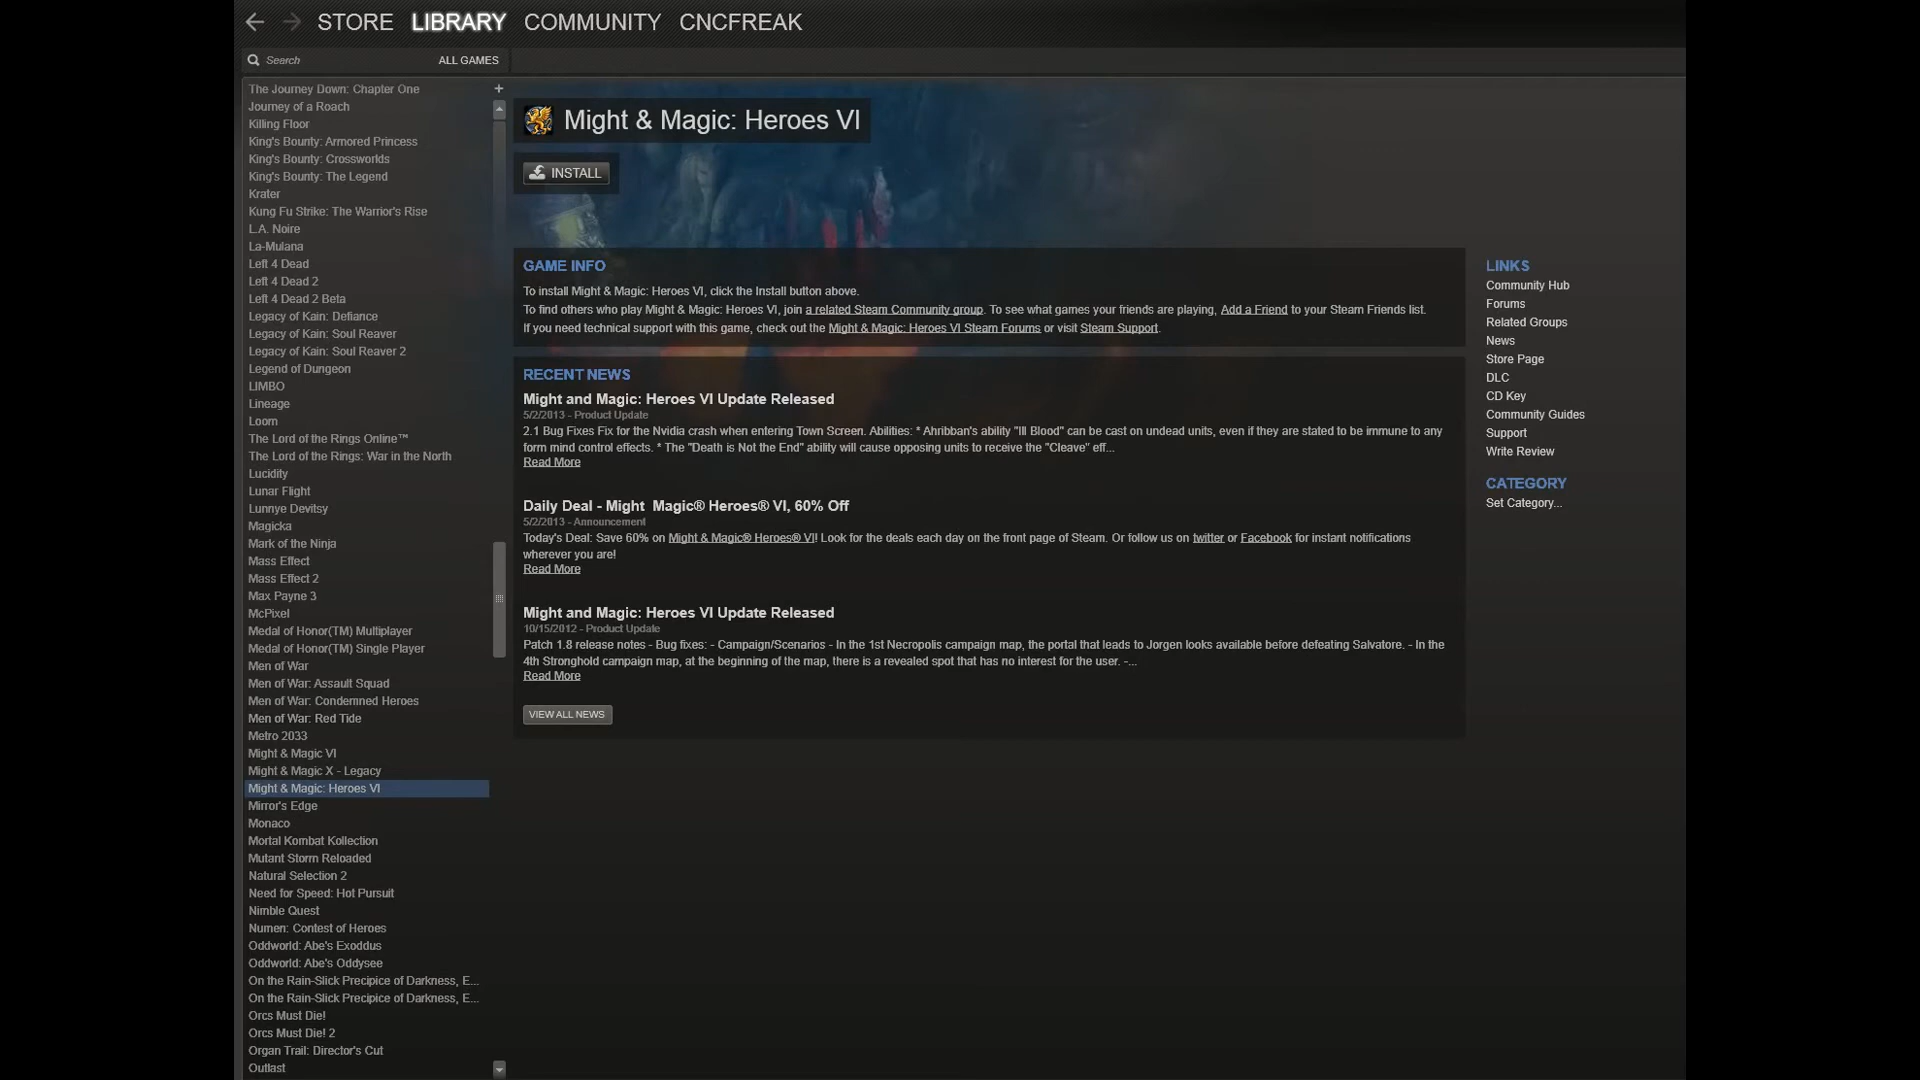 STORE LIBRARY COMMUNITY CNCFREAK
Search ALL GAMES
The Journey Down: Chapter One
Journey of a Roach
Killing Floor
King's Bounty: Armored Princess
King's Bounty: Crossworlds
King's Bounty: The Legend
Krater
Kung Fu Strike: The Warrior's Rise
L.A. Noire
La-Mulana
Left 4 Dead
Left 4 Dead 2
Left 4 Dead 2 Beta
Legacy of Kain: Defiance
Legacy of Kain: Soul Reaver
Legacy of Kain: Soul Reaver 2
Legend of Dungeon
LIMBO
Lineage
Loom
The Lord of the Rings Online™
The Lord of the Rings: War in the North
Lucidity
Lunar Flight
Lunnye Devitsy
Magicka
Mark of the Ninja
Mass Effect
Mass Effect 2
Max Payne 3
McPixel
Medal of Honor(TM) Multiplayer
Medal of Honor(TM) Single Player
Men of War
Men of War: Assault Squad
Men of War: Condemned Heroes
Men of War: Red Tide
Metro 2033
Might & Magic VI
Might & Magic X - Legacy
Might & Magic: Heroes VI
Mirror's Edge
Monaco
Mortal Kombat Kollection
Mutant Storm Reloaded
Natural Selection 2
Need for Speed: Hot Pursuit
Nimble Quest
Numen: Contest of Heroes
Oddworld: Abe's Exoddus
Oddworld: Abe's Oddysee
On the Rain-Slick Precipice of Darkness, E...
On the Rain-Slick Precipice of Darkness, E...
Orcs Must Die!
Orcs Must Die! 2
Organ Trail: Director's Cut
Outlast
Might & Magic: Heroes VI
INSTALL
GAME INFO
To install Might & Magic: Heroes VI, click the Install button above.
To find others who play Might & Magic: Heroes VI, join a related Steam Community group. To see what games your friends are playing, Add a Friend to your Steam Friends list.
If you need technical support with this game, check out the Might & Magic: Heroes VI Steam Forums or visit Steam Support.
RECENT NEWS
Might and Magic: Heroes VI Update Released
5/2/2013 - Product Update
2.1 Bug Fixes Fix for the Nvidia crash when entering Town Screen. Abilities: * Ahribban's ability "Ill Blood" can be cast on undead units, even if they are stated to be immune to any
form mind control effects. * The "Death is Not the End" ability will cause opposing units to receive the "Cleave" eff...
Read More
Daily Deal - Might  Magic® Heroes® VI, 60% Off
5/2/2013 - Announcement
Today's Deal: Save 60% on Might & Magic® Heroes® VI! Look for the deals each day on the front page of Steam. Or follow us on twitter or Facebook for instant notifications
wherever you are!
Read More
Might and Magic: Heroes VI Update Released
10/15/2012 - Product Update
Patch 1.8 release notes - Bug fixes: - Campaign/Scenarios - In the 1st Necropolis campaign map, the portal that leads to Jorgen looks available before defeating Salvatore. - In the
4th Stronghold campaign map, at the beginning of the map, there is a revealed spot that has no interest for the user. -...
Read More
VIEW ALL NEWS
LINKS
Community Hub
Forums
Related Groups
News
Store Page
DLC
CD Key
Community Guides
Support
Write Review
CATEGORY
Set Category...